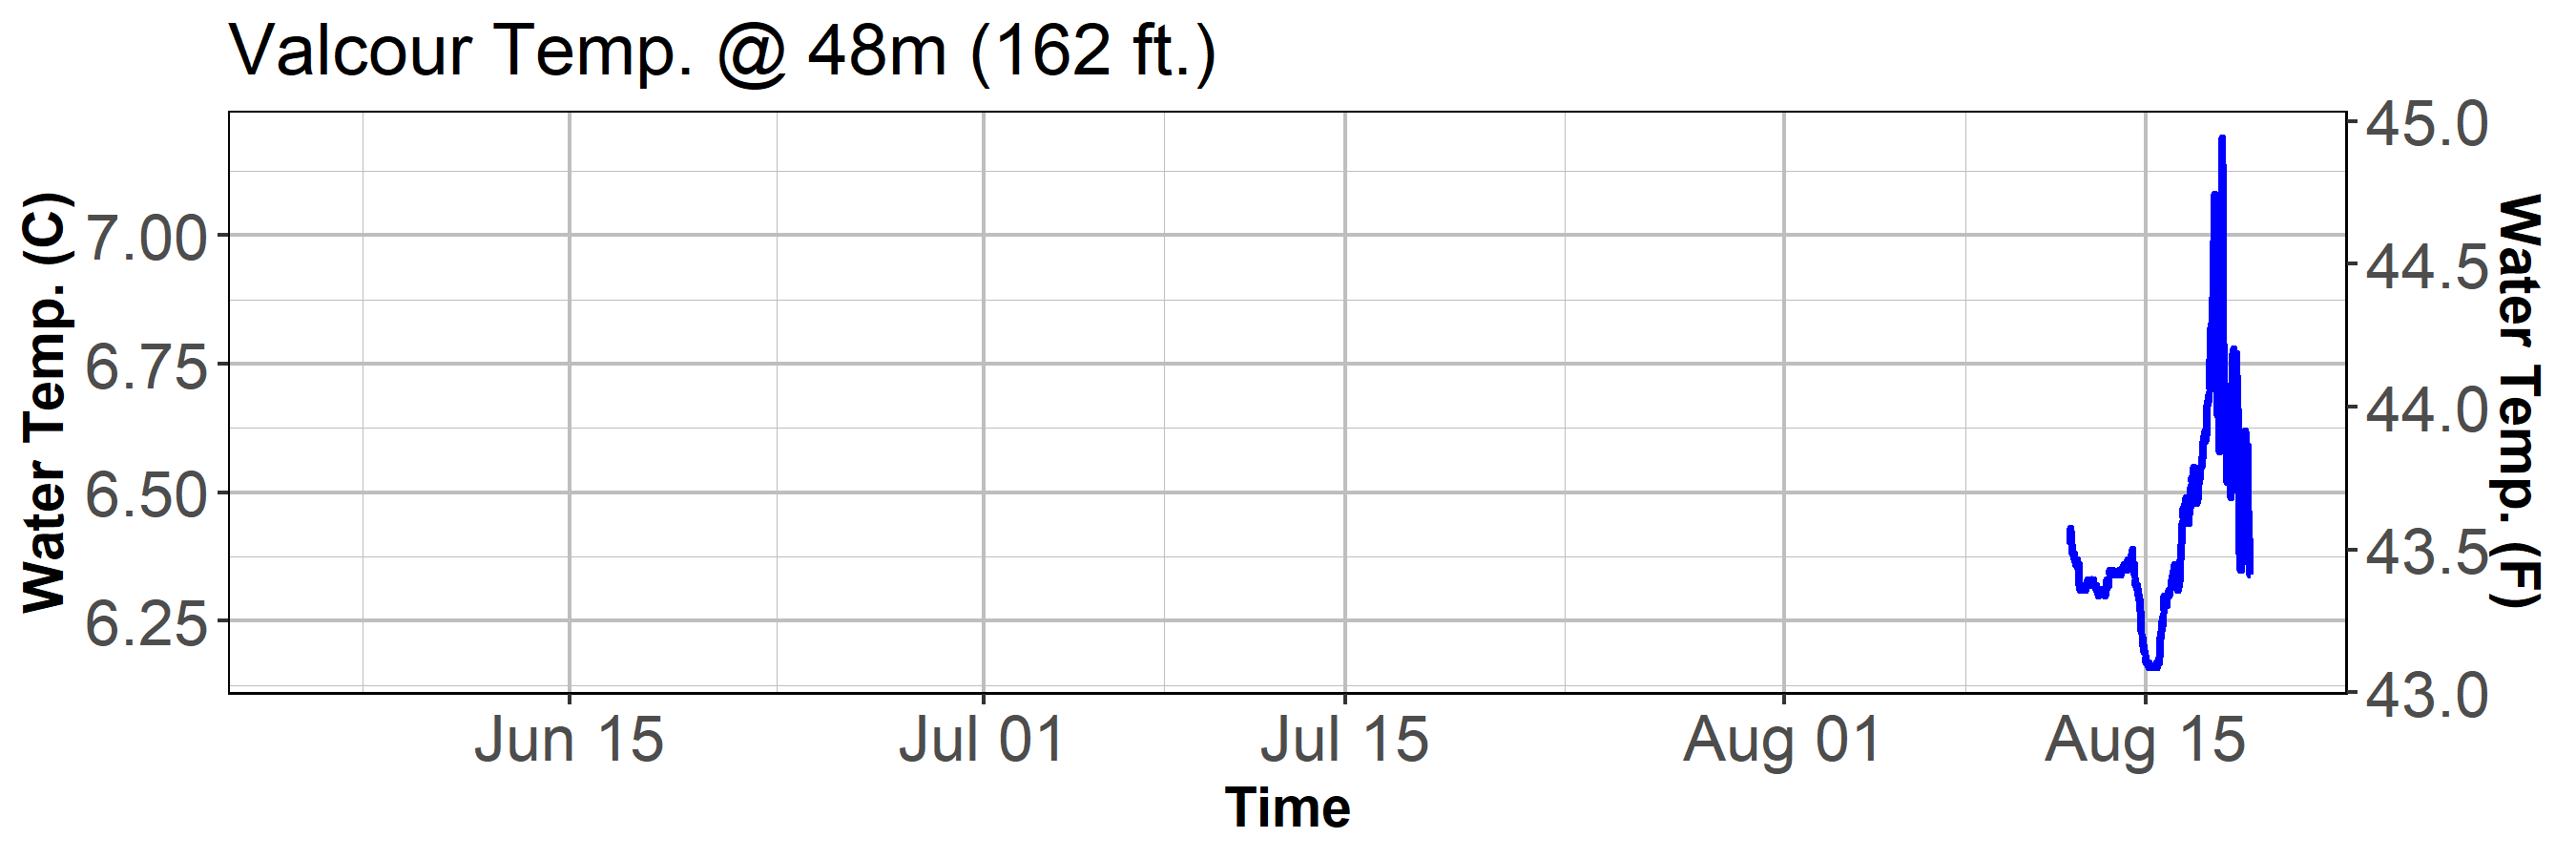 Valcour Temp. @ 48m (162 ft.)
Water Temp. (C)
7.00
6.75
6.50
6.25
45.0
44.5
44.0
43.5
43.0
Water Temp. (F)
Jun 15 Jul 01 Jul 15 Aug 01 Aug 15
Time